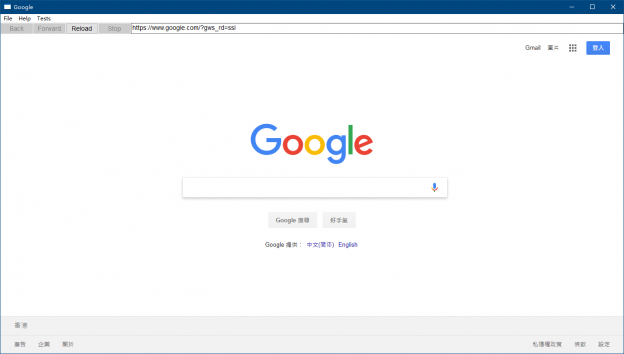 Google
File Help Tests
Back Forward Reload Stop https://www.google.com/?gws_rd=ssl
Gmail 圖片 登入
Google
Google 搜尋 好手氣
Google 提供： 中文(简体) English
香港
廣告 企業 關於 私隱權政策 條款 設定